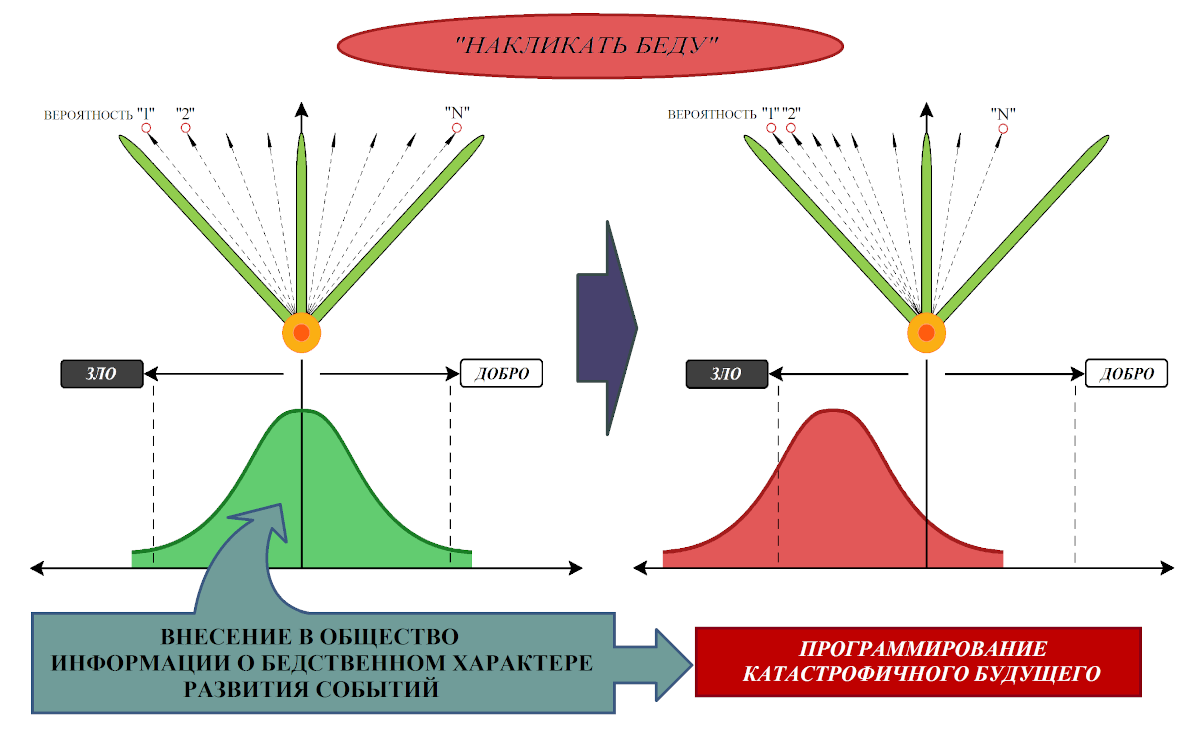 "НАКЛИКАТЬ БЕДУ"
ВЕРОЯТНОСТЬ "1" "2" "N"
ВЕРОЯТНОСТЬ "1" "2" "N"
ЗЛО
ДОБРО
ЗЛО
ДОБРО
ВНЕСЕНИЕ В ОБЩЕСТВО
ИНФОРМАЦИИ О БЕДСТВЕННОМ ХАРАКТЕРЕ
РАЗВИТИЯ СОБЫТИЙ
ПРОГРАММИРОВАНИЕ
КАТАСТРОФИЧНОГО БУДУЩЕГО